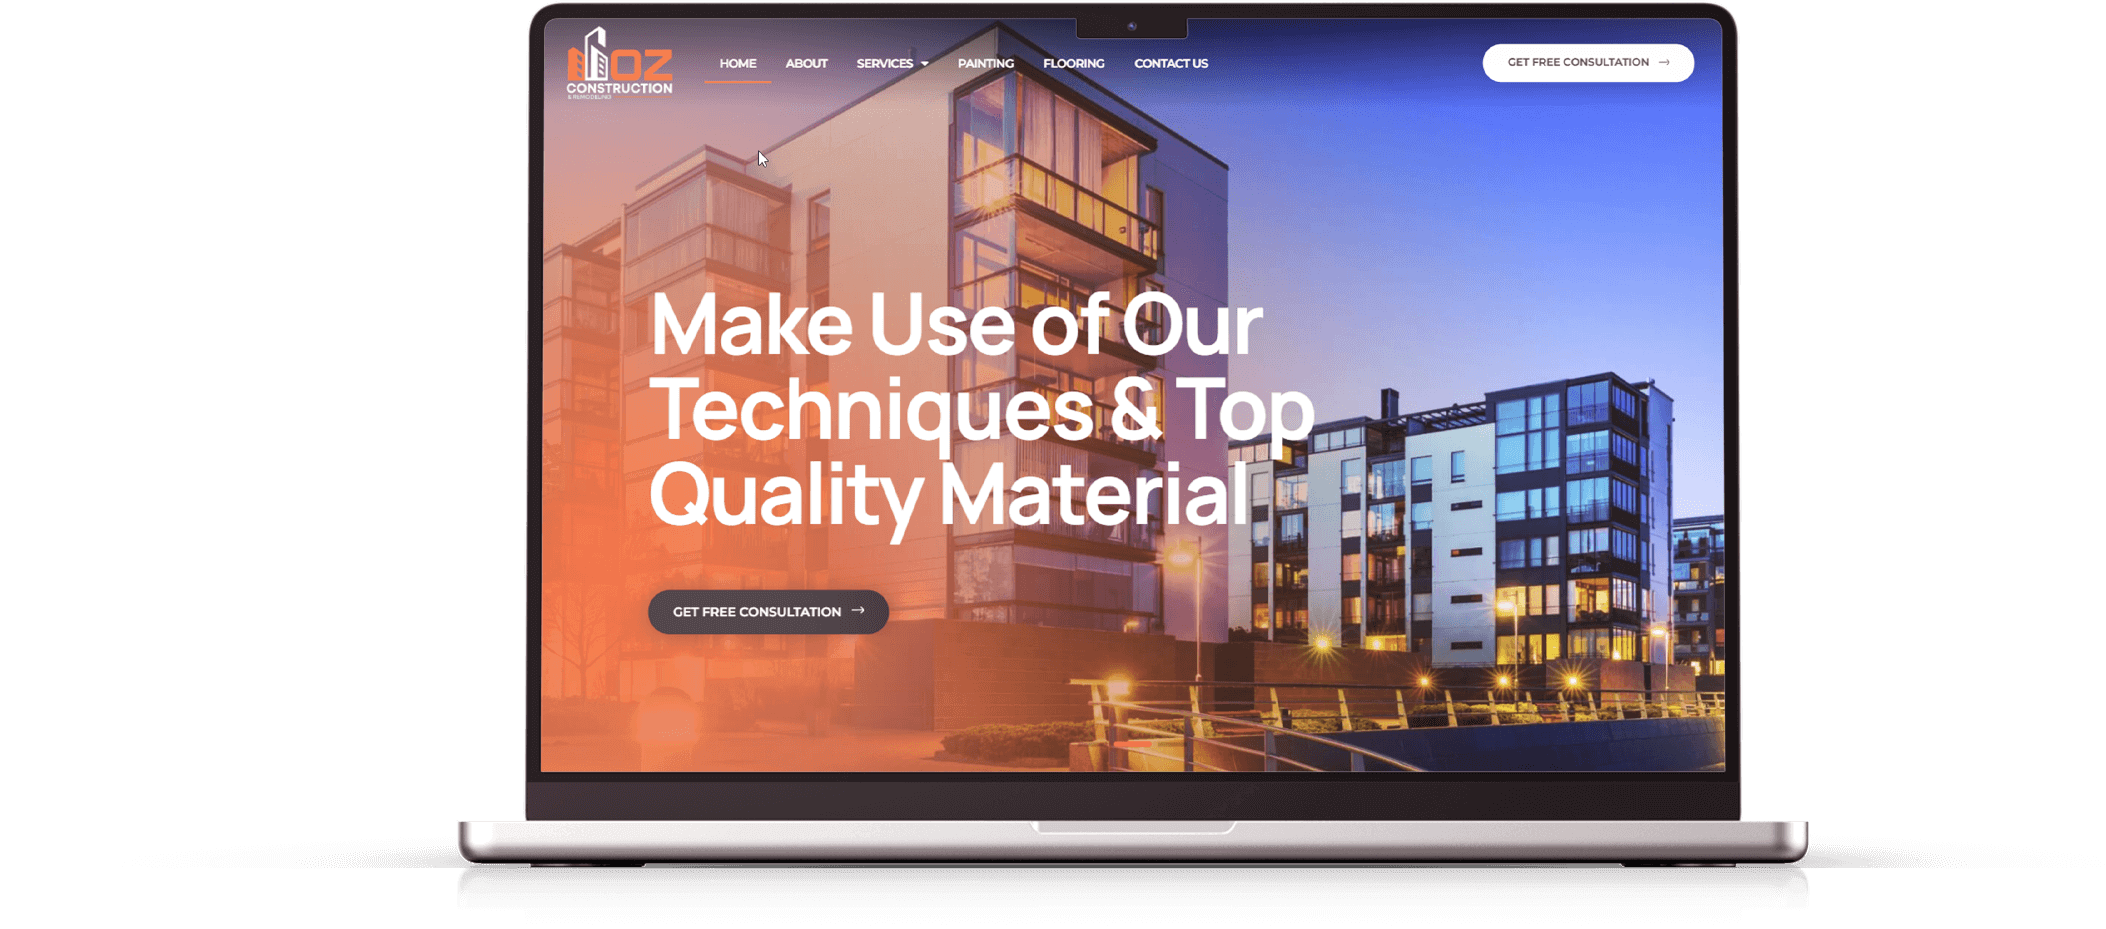 OZ
CONSTRUCTION
& REMODELING
HOME
ABOUT
SERVICES
PAINTING
FLOORING
CONTACT US
GET FREE CONSULTATION →
Make Use of Our
Techniques & Top
Quality Material
GET FREE CONSULTATION →